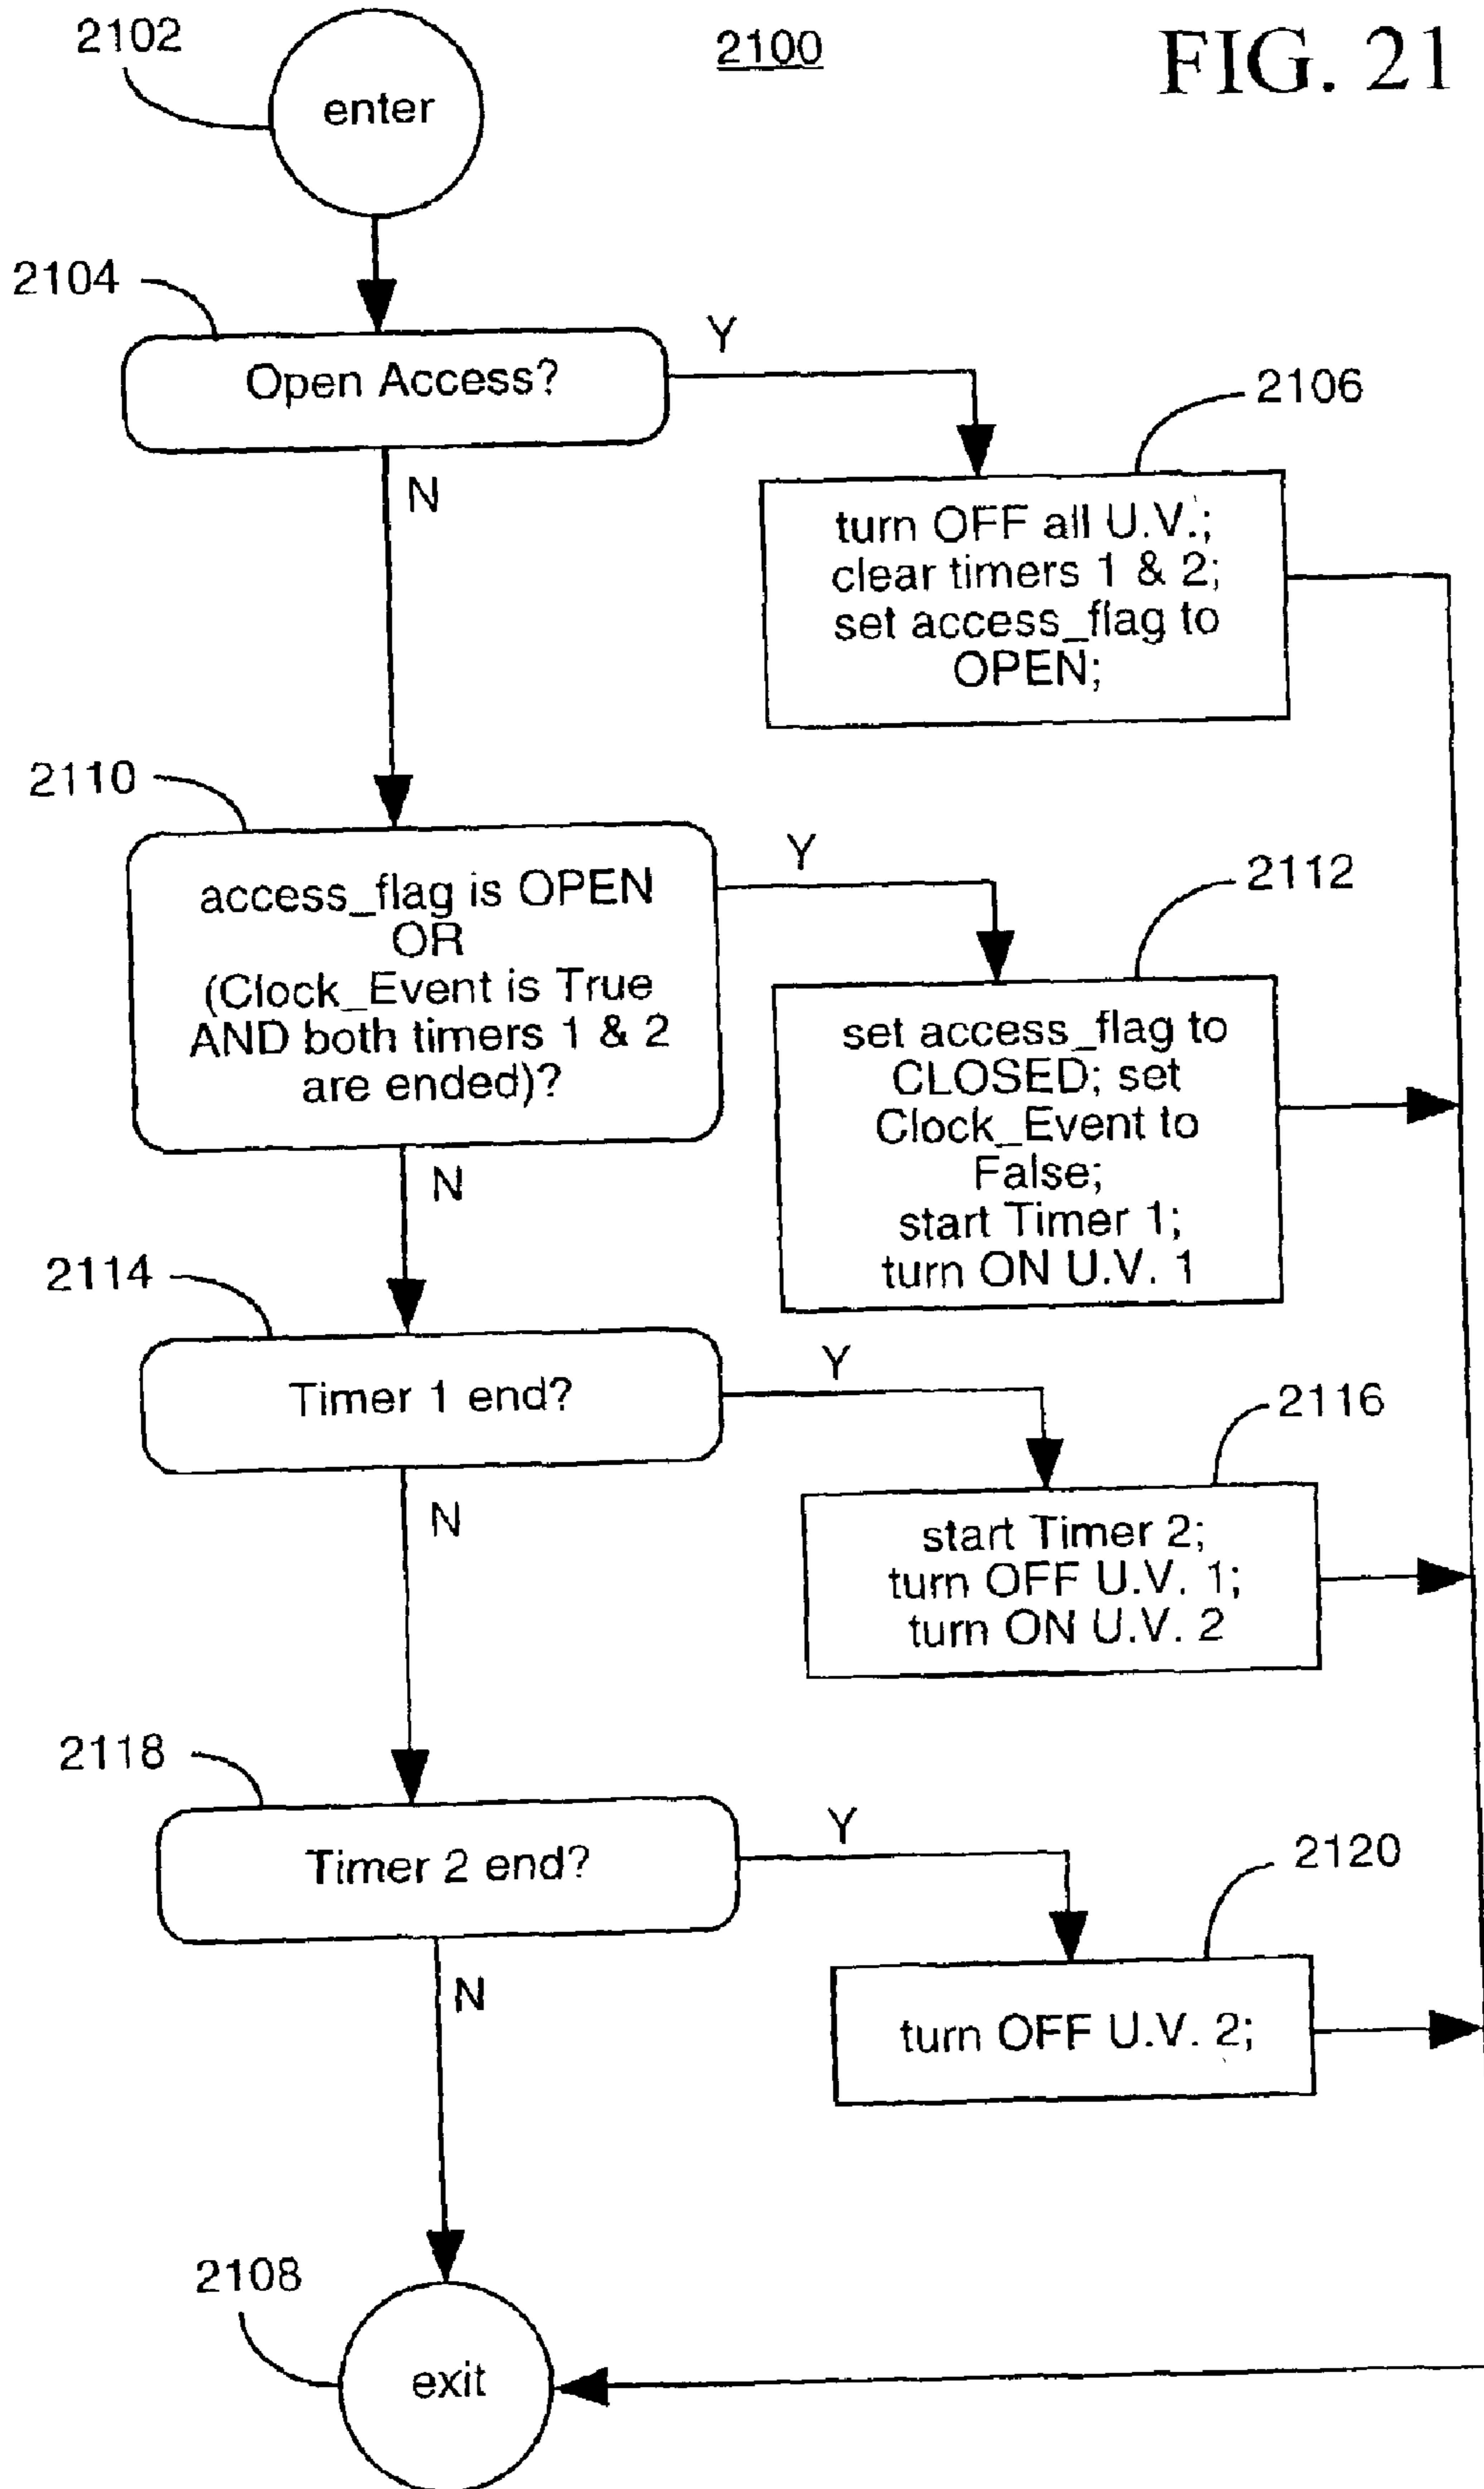 2102
2100
FIG. 21
enter
2104
Open Access?
Y
2106
N
turn OFF all U.V.;
clear timers 1 & 2;
set access_flag to
OPEN;
2110
access_flag is OPEN
OR
(Clock_Event is True
AND both timers 1 & 2
are ended)?
Y
2112
set access_flag to
CLOSED; set
Clock_Event to
False;
start Timer 1;
turn ON U.V. 1
N
2114
Timer 1 end?
Y
2116
start Timer 2;
turn OFF U.V. 1;
turn ON U.V. 2
N
2118
Timer 2 end?
Y
2120
turn OFF U.V. 2;
N
2108
exit